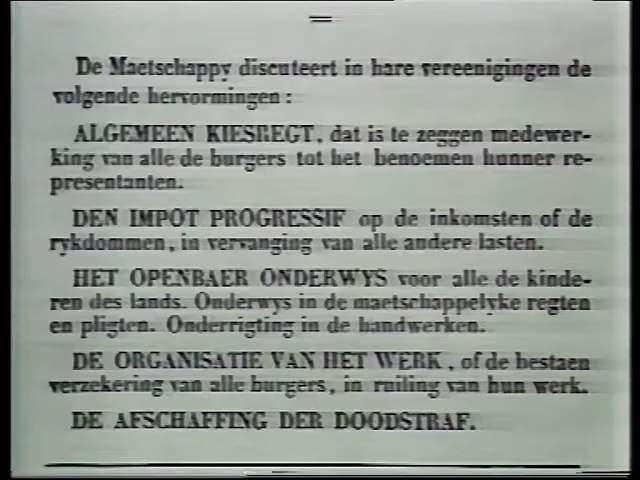 De Maetschappy discuteert in hare vereenigingen de
volgende hervormingen :
ALGEMEEN KIESREGT, dat is te zeggen medewer-
king van alle de burgers tot het benoemen hunner re-
presentanten.
DEN IMPOT PROGRESSIF op de inkomsten of de
rykdommen, in vervanging van alle andere lasten.
HET OPENBAER ONDERWYS voor alle de kinde-
ren des lands. Onderwys in de maetschappelyke regten
en pligten. Onderrigting in de handwerken.
DE ORGANISATIE VAN HET WERK, of de bestaen
verzekering van alle burgers, in ruiling van hun werk.
DE AFSCHAFFING DER DOODSTRAF.